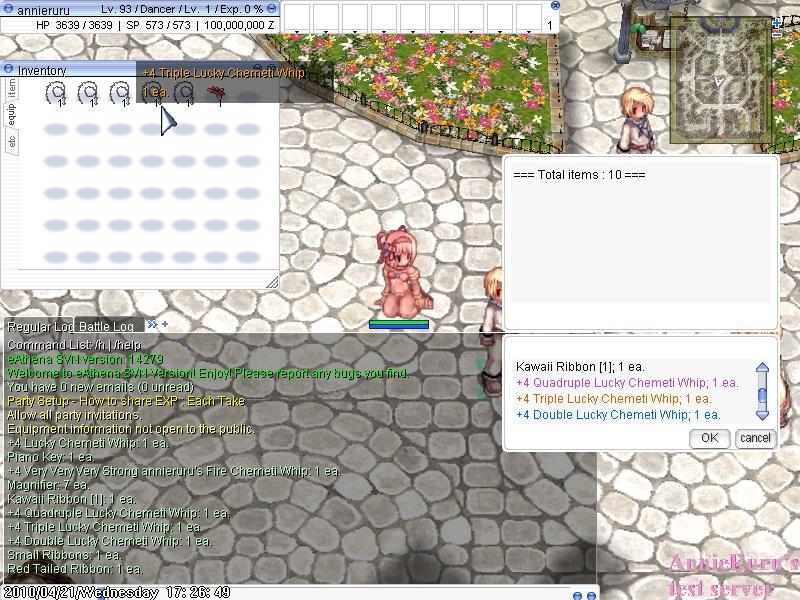 annieruru Lv. 93 / Dancer / Lv. 1 / Exp. 0 %
HP 3639 / 3639 | SP 573 / 573 | 100,000,000 Z
1
Inventory
+4 Triple Lucky Chemeti Whip:
1 ea.
1 1 1 1 1 1
item
equip
etc
=== Total items : 10 ===
Kawaii Ribbon [1]; 1 ea.
+4 Quadruple Lucky Chemeti Whip; 1 ea.
+4 Triple Lucky Chemeti Whip; 1 ea.
+4 Double Lucky Chemeti Whip; 1 ea.
OK cancel
Regular Log Battle Log
Command List: /h | /help
eAthena SVN version: 14279
Welcome to eAthena SVN Version! Enjoy! Please report any bugs you find.
You have 0 new emails (0 unread)
Party Setup - How to share EXP : Each Take
Allow all party invitations.
Equipment information not open to the public.
+4 Lucky Chemeti Whip: 1 ea.
Piano Key: 1 ea.
+4 Very Very Very Strong annieruru's Fire Chemeti Whip: 1 ea.
Magnifier: 7 ea.
Kawaii Ribbon [1]: 1 ea.
+4 Quadruple Lucky Chemeti Whip: 1 ea.
+4 Triple Lucky Chemeti Whip: 1 ea.
+4 Double Lucky Chemeti Whip: 1 ea.
Small Ribbons: 1 ea.
Red Tailed Ribbon: 1 ea.
2010/04/21/Wednesday 17: 26: 49
AnnieRuru's
test server